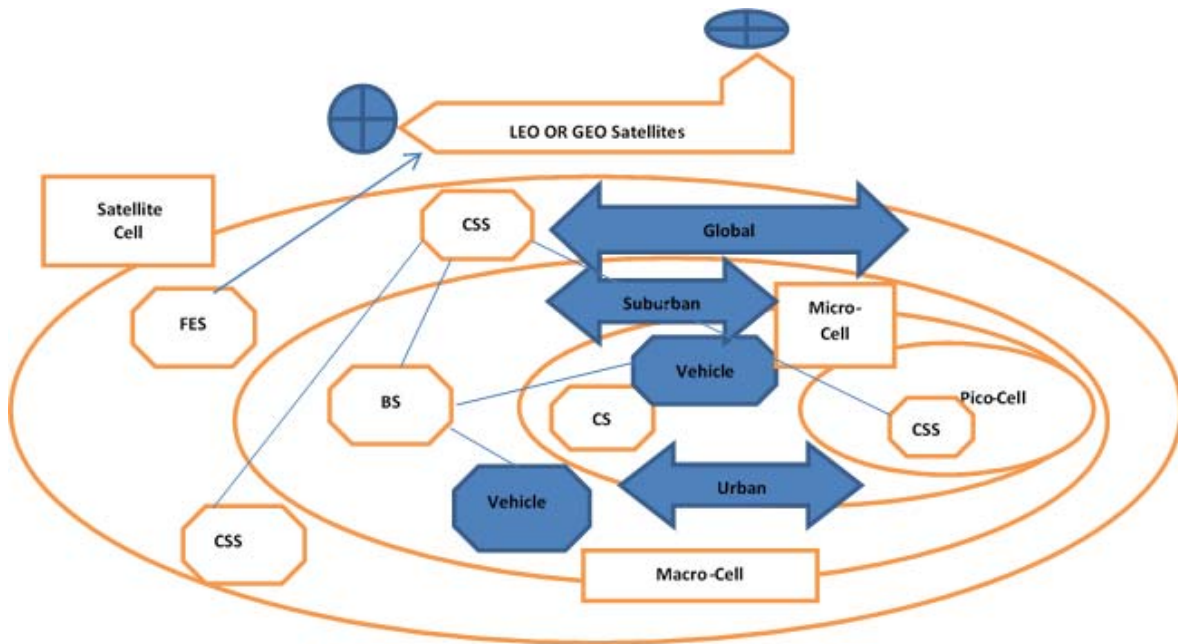 LEO OR GEO Satellites
Satellite
Cell
CSS
Global
FES
Suburban
Micro-
Cell
Vehicle
BS
CS
Pico-Cell
CSS
Urban
Vehicle
CSS
Macro-Cell